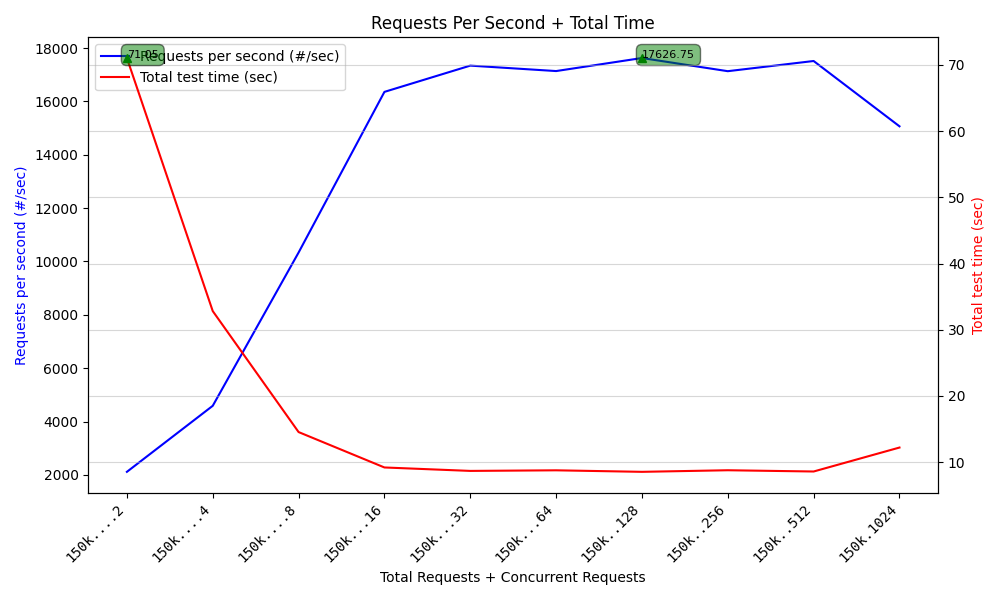 Requests Per Second + Total Time
71.05
Requests per second (#/sec)
Total test time (sec)
17626.75
18000
16000
14000
12000
10000
8000
6000
4000
2000
Requests per second (#/sec)
70
60
50
40
30
20
10
Total test time (sec)
150k....2
150k....4
150k....8
150k...16
150k...32
150k...64
150k..128
150k..256
150k..512
150k.1024
Total Requests + Concurrent Requests